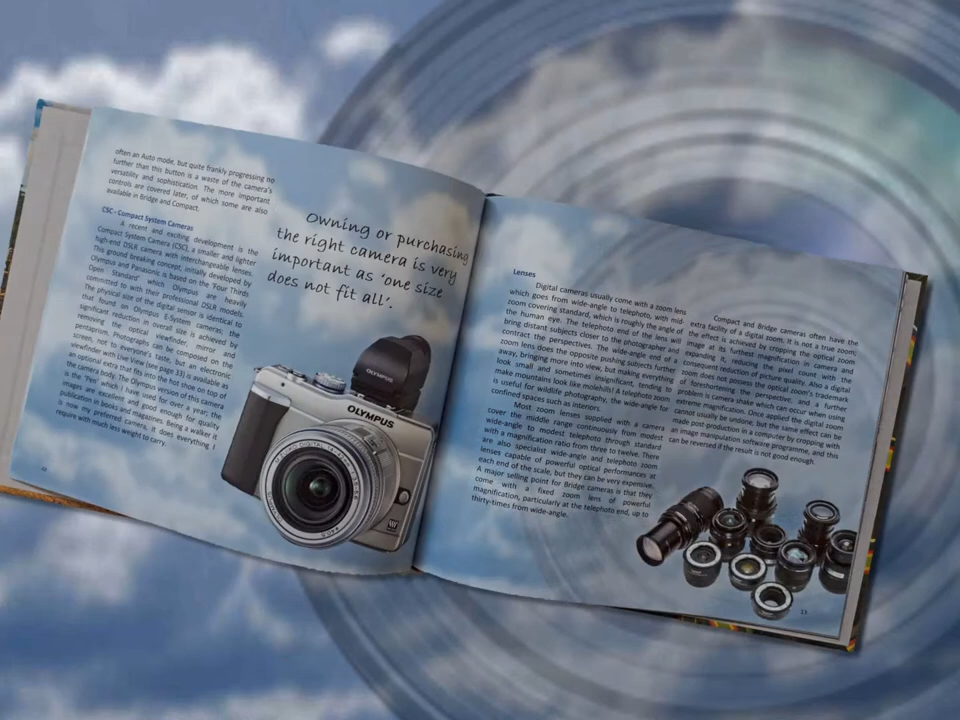 often an Auto mode, but quite frankly progressing no
further than this button is a waste of the camera's
versatility and sophistication. The more important
controls are covered later, of which some are also
available in Bridge and Compact.
CSC - Compact System Cameras
A recent and exciting development is the
Compact System Camera (CSC), a smaller and lighter
high-end DSLR camera with interchangeable lenses.
This ground breaking concept, initially developed by
Olympus and Panasonic is based on the 'Four Thirds
Open Standard' which Olympus are heavily
committed to with their professional DSLR models.
The physical size of the digital sensor is identical to
that found on Olympus E-System cameras; the
significant reduction in overall size is achieved by
removing the optical viewfinder, mirror and
pentaprism. Photographs can be composed on the
screen, not to everyone's taste, but an electronic
viewfinder with Live View (see page 33) is available as
an optional extra that fits into the hot shoe on top of
the camera body. The Olympus version of this camera
is the 'Pen' which I have used for over a year; the
images are excellent and good enough for quality
publication in books and magazines. Being a walker it
is now my preferred camera, it does everything I
require with much less weight to carry.
Owning or purchasing
the right camera is very
important as 'one size
does not fit all'.
OLYMPUS
OLYMPUS
Lenses
Digital cameras usually come with a zoom lens
which goes from wide-angle to telephoto, with mid-
zoom covering standard, which is roughly the angle of
the human eye. The telephoto end of the lens will
bring distant subjects closer to the photographer and
contract the perspectives. The wide-angle end of a
zoom lens does the opposite pushing subjects further
away, bringing more into view, but making everything
look small and sometimes insignificant, tending to
make mountains look like molehills! A telephoto zoom
is useful for wildlife photography, the wide-angle for
confined spaces such as interiors.
Most zoom lenses supplied with a camera
cover the middle range continuously from modest
wide-angle to modest telephoto through standard
with a magnification ratio from three to twelve. There
are also specialist wide-angle and telephoto zoom
lenses capable of powerful optical performances at
each end of the scale, but they can be very expensive.
A major selling point for Bridge cameras is that they
come with a fixed zoom lens of powerful
magnification, particularly at the telephoto end, up to
thirty-times from wide-angle.
Compact and Bridge cameras often have the
extra facility of a digital zoom. It is not a true zoom;
the effect is achieved by cropping the optical zoom
image at its furthest magnification in camera and
expanding it, reducing the pixel count with the
consequent reduction of picture quality. Also a digital
zoom does not possess the optical zoom's trademark
of foreshortening the perspective, and a further
problem is camera shake which can occur when using
extreme magnification. Once applied the digital zoom
cannot usually be undone, but the same effect can be
made post-production in a computer by cropping with
an image manipulation software programme, and this
can be reversed if the result is not good enough.
13